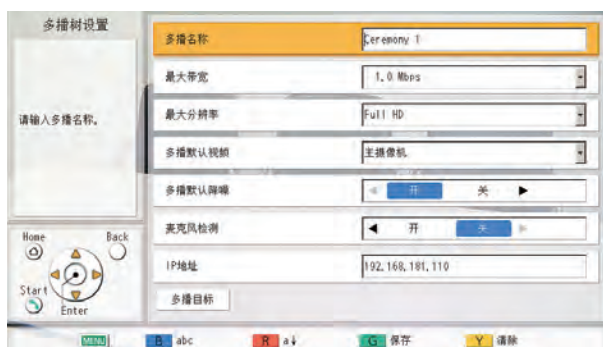 多播树设置
请输入多播名称。
多播名称 Ceremony 1
最大带宽 1.0 Mbps
最大分辨率 Full HD
多播默认视频 主摄像机
多播默认降噪 开 关
麦克风检测 开 关
IP地址 192.168.181.110
多播目标
Home Back
Start
Enter
MENU B abc R a↓ G 保存 Y 清除